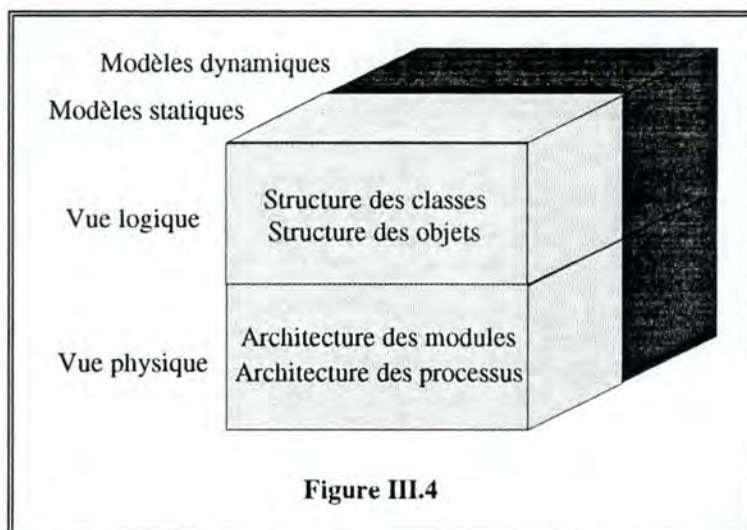 Modèles dynamiques
Modèles statiques
Vue logique
Structure des classes
Structure des objets
Vue physique
Architecture des modules
Architecture des processus
Figure III.4